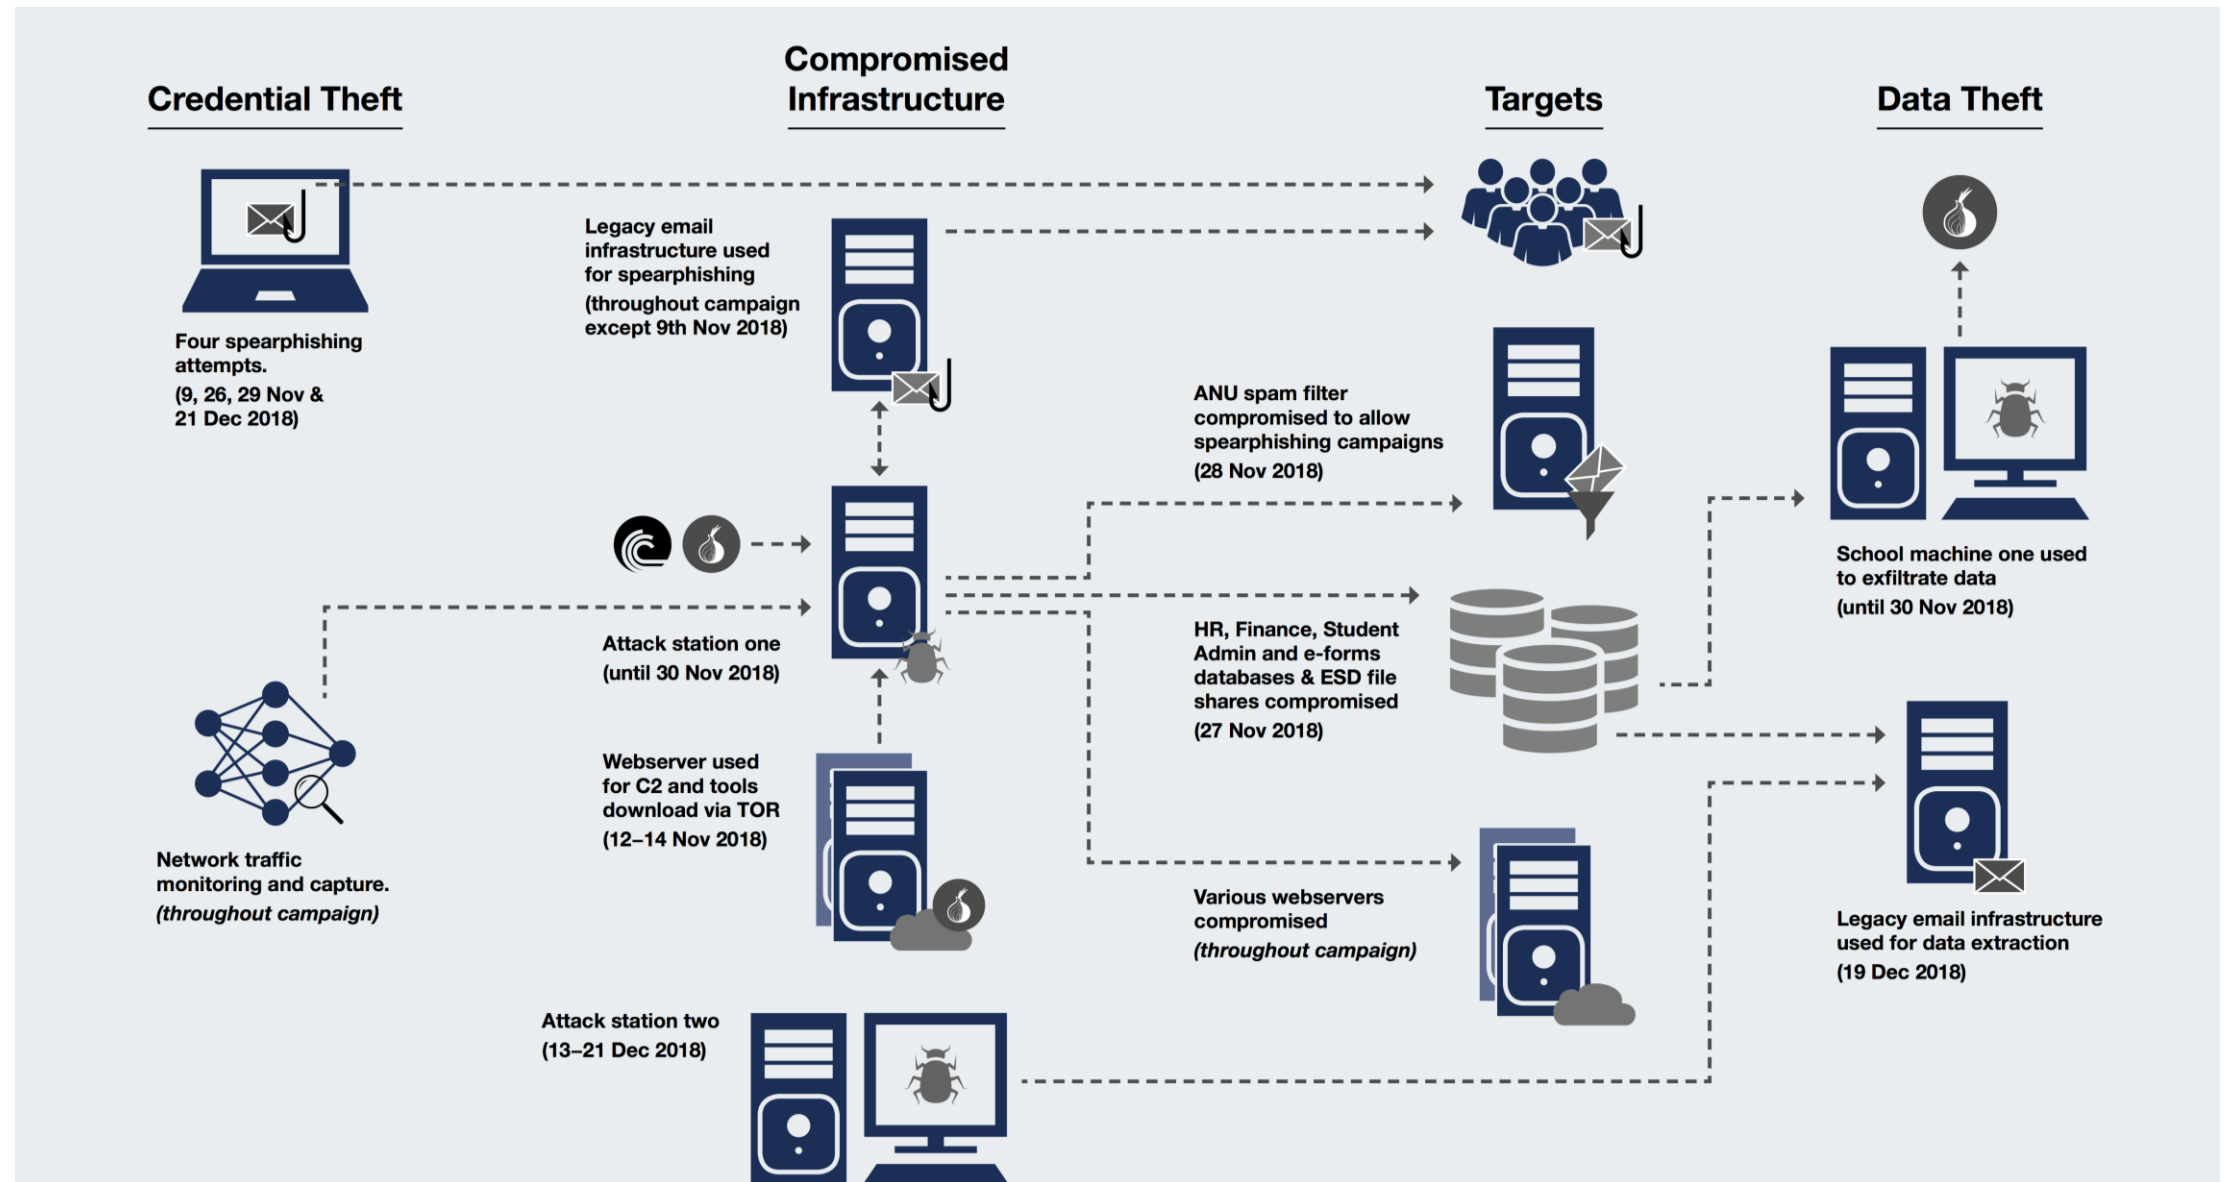 Credential Theft
Compromised
Infrastructure
Targets
Data Theft
Four spearphishing
attempts.
(9, 26, 29 Nov &
21 Dec 2018)
Network traffic
monitoring and capture.
(throughout campaign)
Legacy email
infrastructure used
for spearphishing
(throughout campaign
except 9th Nov 2018)
Attack station one
(until 30 Nov 2018)
Webserver used
for C2 and tools
download via TOR
(12–14 Nov 2018)
Attack station two
(13–21 Dec 2018)
ANU spam filter
compromised to allow
spearphishing campaigns
(28 Nov 2018)
HR, Finance, Student
Admin and e-forms
databases & ESD file
shares compromised
(27 Nov 2018)
Various webservers
compromised
(throughout campaign)
School machine one used
to exfiltrate data
(until 30 Nov 2018)
Legacy email infrastructure
used for data extraction
(19 Dec 2018)